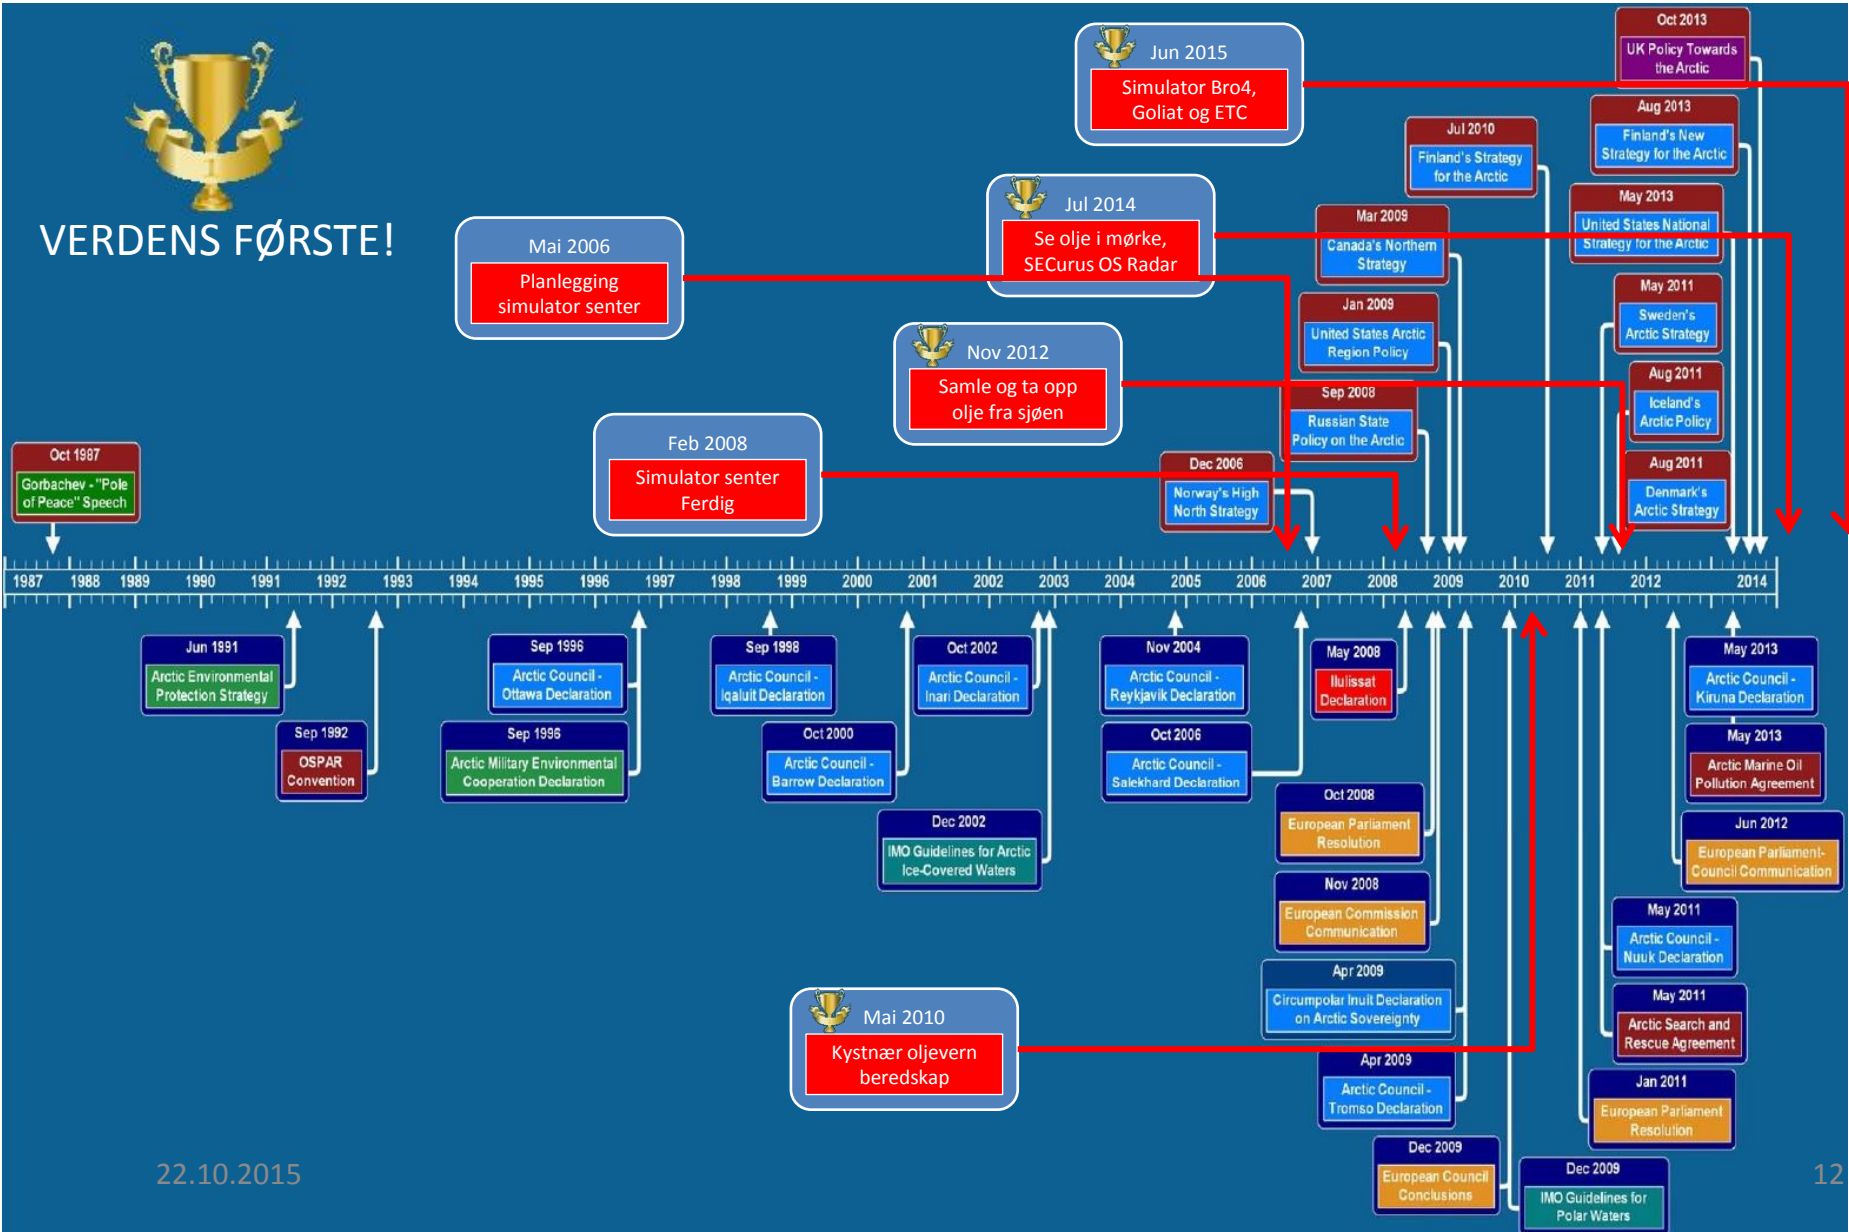 VERDENS FØRSTE!
Mai 2006
Planlegging
simulator senter
Feb 2008
Simulator senter
Ferdig
Nov 2012
Samle og ta opp
olje fra sjøen
Jul 2014
Se olje i mørke,
SECurus OS Radar
Jun 2015
Simulator Bro4,
Goliat og ETC
Mai 2010
Kystnær oljevern
beredskap
Oct 1987
Gorbachev - "Pole
of Peace" Speech
Dec 2006
Norway's High
North Strategy
Sep 2008
Russian State
Policy on the Arctic
Jan 2009
United States Arctic
Region Policy
Mar 2009
Canada's Northern
Strategy
Jul 2010
Finland's Strategy
for the Arctic
Oct 2013
UK Policy Towards
the Arctic
Aug 2013
Finland's New
Strategy for the Arctic
May 2013
United States National
Strategy for the Arctic
May 2011
Sweden's
Arctic Strategy
Aug 2011
Iceland's
Arctic Policy
Aug 2011
Denmark's
Arctic Strategy
1987 1988 1989 1990 1991 1992 1993 1994 1995 1996 1997 1998 1999 2000 2001 2002 2003 2004 2005 2006 2007 2008 2009 2010 2011 2012 2014
Jun 1991
Arctic Environmental
Protection Strategy
Sep 1992
OSPAR
Convention
Sep 1996
Arctic Council -
Ottawa Declaration
Sep 1996
Arctic Military Environmental
Cooperation Declaration
Sep 1998
Arctic Council -
Iqaluit Declaration
Oct 2000
Arctic Council -
Barrow Declaration
Oct 2002
Arctic Council -
Inari Declaration
Dec 2002
IMO Guidelines for Arctic
Ice-Covered Waters
Nov 2004
Arctic Council -
Reykjavik Declaration
Oct 2006
Arctic Council -
Salekhard Declaration
May 2008
Ilulissat
Declaration
Oct 2008
European Parliament
Resolution
Nov 2008
European Commission
Communication
Apr 2009
Circumpolar Inuit Declaration
on Arctic Sovereignty
Apr 2009
Arctic Council -
Tromso Declaration
Dec 2009
European Council
Conclusions
Dec 2009
IMO Guidelines for
Polar Waters
May 2013
Arctic Council -
Kiruna Declaration
May 2013
Arctic Marine Oil
Pollution Agreement
Jun 2012
European Parliament-
Council Communication
May 2011
Arctic Council -
Nuuk Declaration
May 2011
Arctic Search and
Rescue Agreement
Jan 2011
European Parliament
Resolution
22.10.2015
12